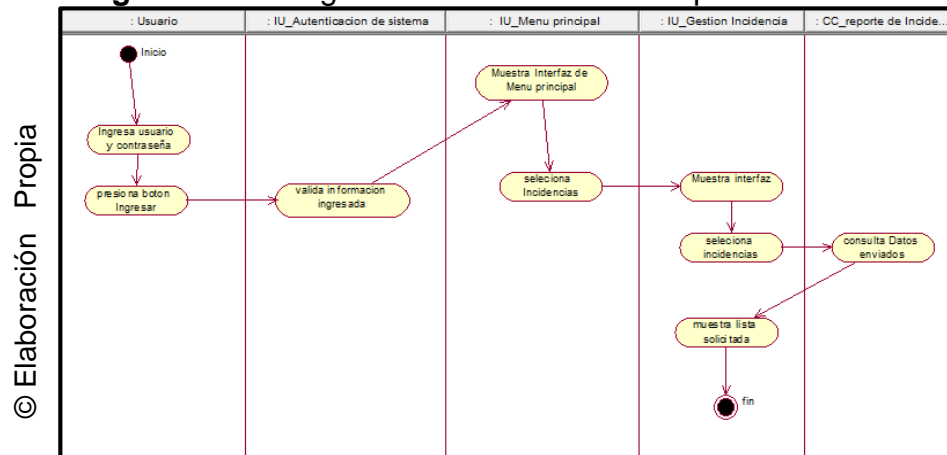 : Usuario
: IU_Autenticacion de sistema
: IU_Menu principal
: IU_Gestion Incidencia
: CC_reporte de Incide...
Inicio
Ingresa usuario
y contraseña
presiona boton
Ingresar
valida informacion
ingresada
Muestra Interfaz de
Menu principal
seleciona
Incidencias
Muestra interfaz
seleciona
incidencias
consulta Datos
enviados
muestra lista
solicitada
fin
© Elaboración Propia